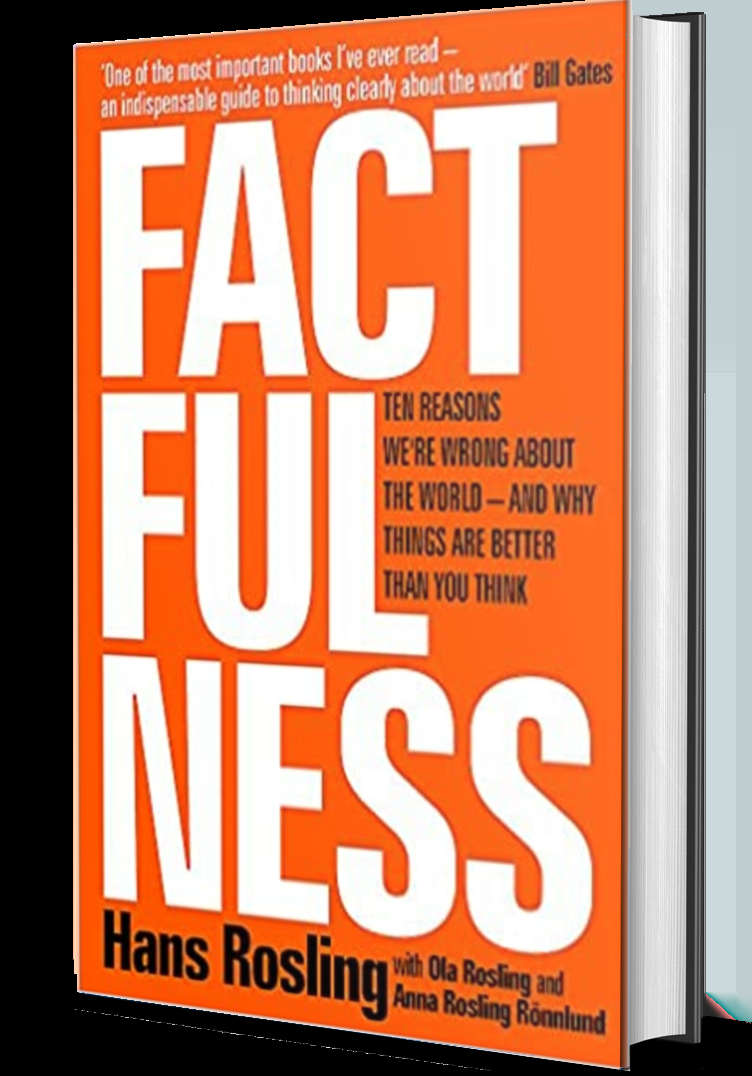 'One of the most important books I've ever read –
an indispensable guide to thinking clearly about the world' Bill Gates
FACT
FUL
TEN REASONS
WE'RE WRONG ABOUT
THE WORLD – AND WHY
THINGS ARE BETTER
THAN YOU THINK
NESS
Hans Rosling
with Ola Rosling and
Anna Rosling Rönnlund